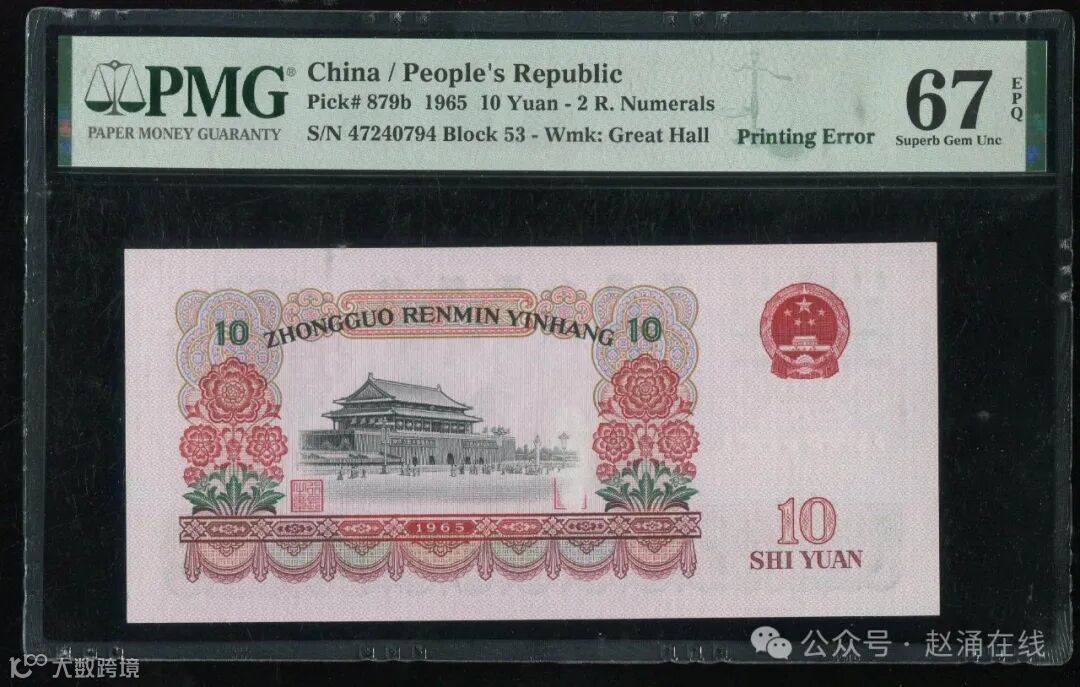 PMG®
PAPER MONEY GUARANTY
China / People's Republic
Pick# 879b 1965 10 Yuan - 2 R. Numerals
S/N 47240794 Block 53 - Wmk: Great Hall
Printing Error
67
EPQ
Superb Gem Unc
10 ZHONGGUO RENMIN YINHANG 10
1965
10
SHI YUAN
公众号 · 赵涌在线
大数跨境